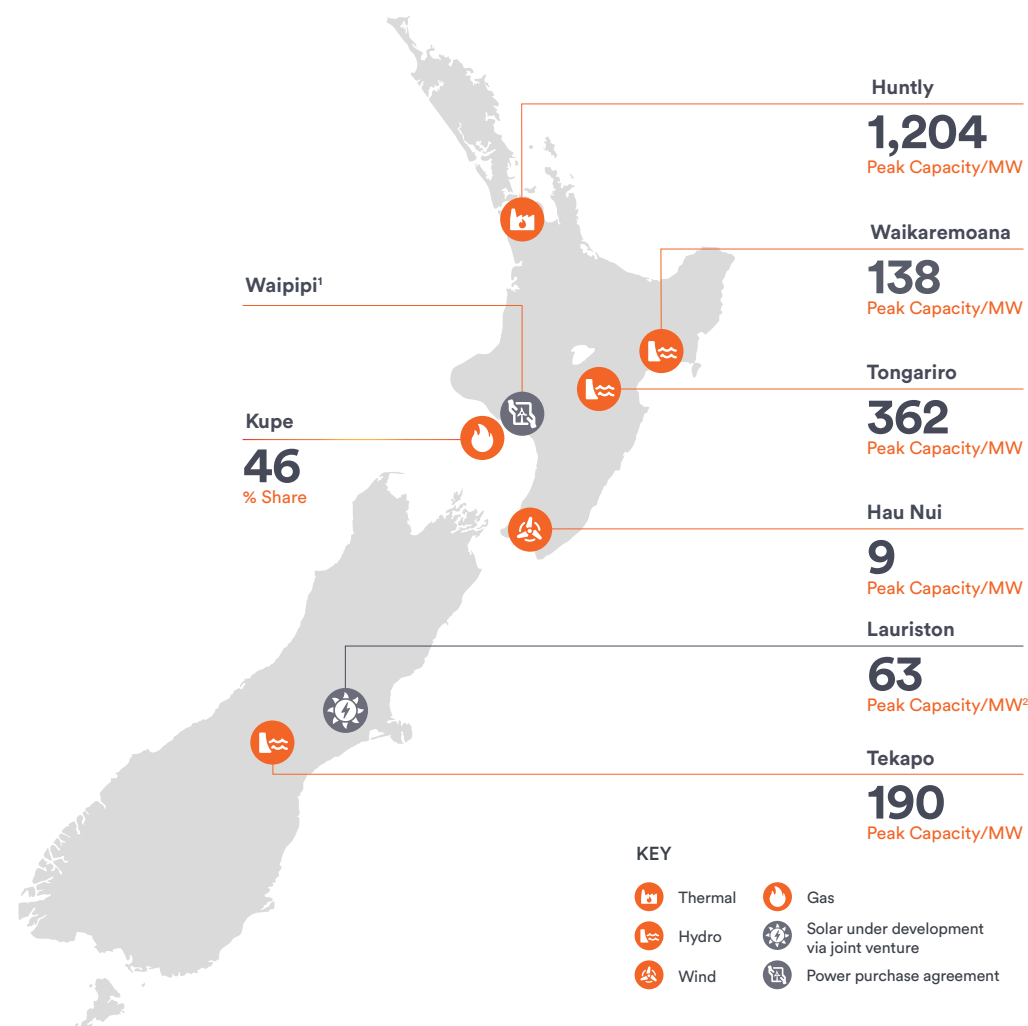 Huntly
1,204
Peak Capacity/MW
Waikaremoana
138
Peak Capacity/MW
Waipipi¹
Tongariro
362
Peak Capacity/MW
Kupe
46
% Share
Hau Nui
9
Peak Capacity/MW
Lauriston
63
Peak Capacity/MW²
Tekapo
190
Peak Capacity/MW
KEY
Thermal
Gas
Hydro
Solar under development
via joint venture
Wind
Power purchase agreement